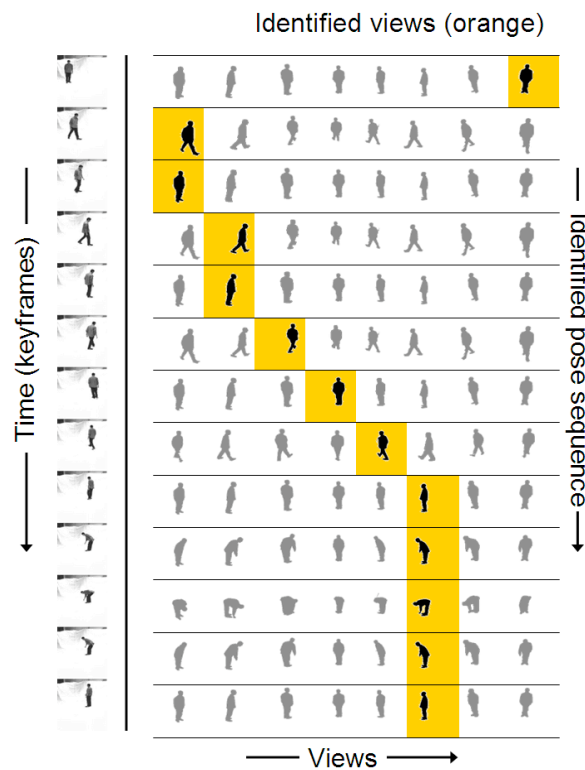 Identified views (orange)
Time (keyframes)
Identified pose sequence
Views